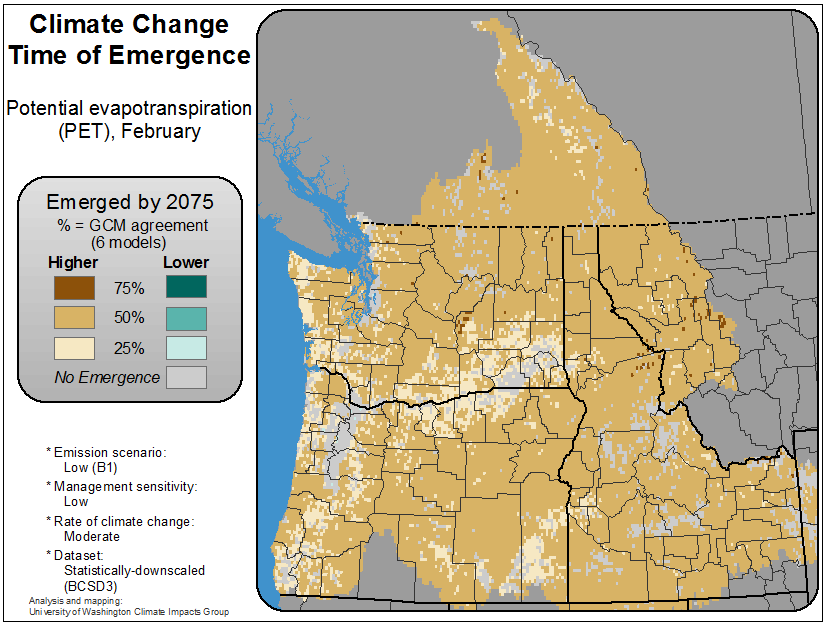 Climate Change
Time of Emergence
Potential evapotranspiration
(PET), February
Emerged by 2075
% = GCM agreement
(6 models)
Higher Lower
75%
50%
25%
No Emergence
* Emission scenario:
Low (B1)
* Management sensitivity:
Low
* Rate of climate change:
Moderate
* Dataset:
Statistically-downscaled
(BCSD3)
Analysis and mapping:
University of Washington Climate Impacts Group